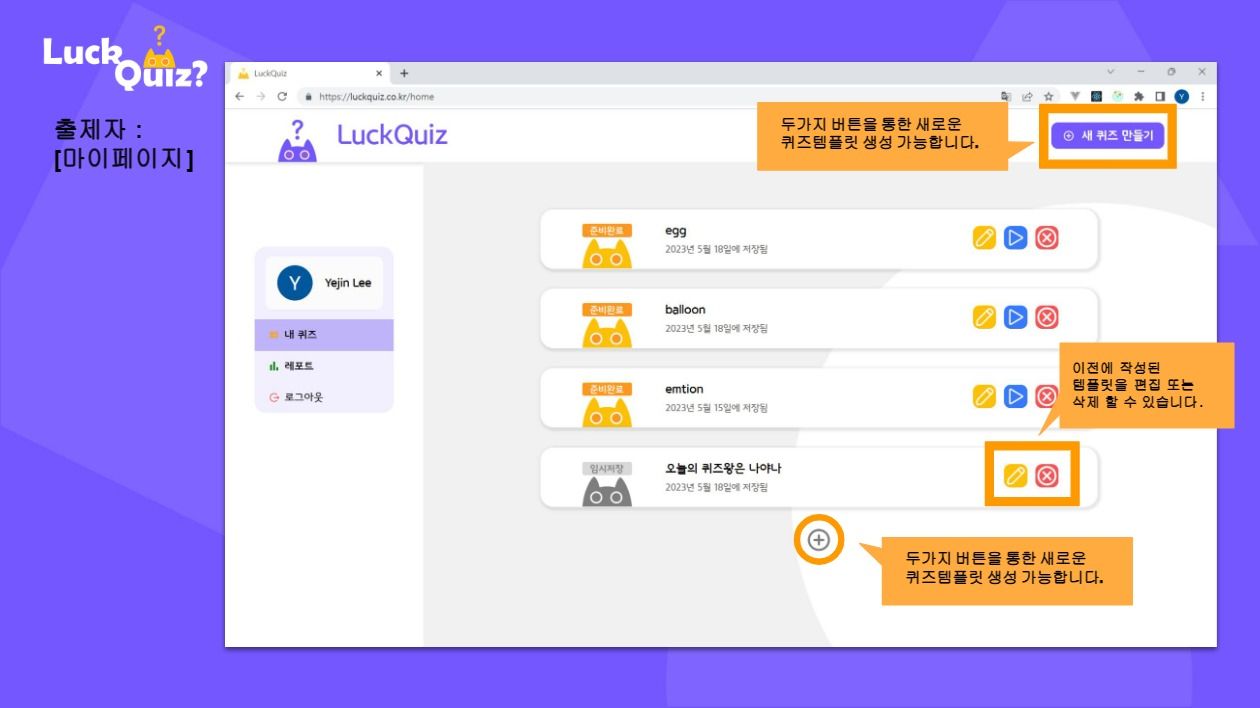 Luck
Quiz?
?
출제자 :
[마이페이지]
LuckQuiz
https://luckquiz.co.kr/home
Y
?
LuckQuiz
두가지 버튼을 통한 새로운
퀴즈템플릿 생성 가능합니다.
새 퀴즈 만들기
Y
Yejin Lee
내 퀴즈
레포트
로그아웃
준비완료
egg
2023년 5월 18일에 저장됨
준비완료
balloon
2023년 5월 18일에 저장됨
준비완료
emtion
2023년 5월 15일에 저장됨
이전에 작성된
템플릿을 편집 또는
삭제 할 수 있습니다.
임시저장
오늘의 퀴즈왕은 나야나
2023년 5월 18일에 저장됨
두가지 버튼을 통한 새로운
퀴즈템플릿 생성 가능합니다.